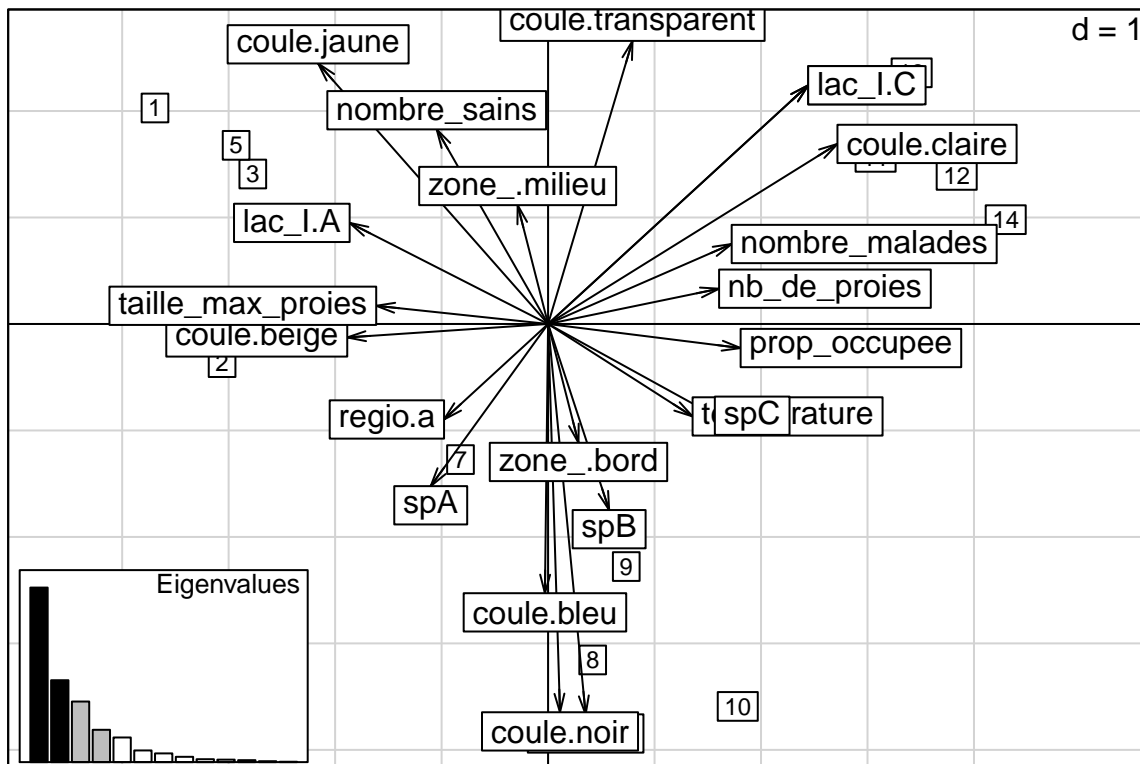 coule.transparent
d = 1
coule.jaune
lac_I.C
1
nombre_sains
5
coule.claire
3
12
zone_.milieu
lac_I.A
14
nombre_malades
nb_de_proies
taille_max_proies
coule.beige
prop_occupee
2
regio.a
spC
rature
7
zone_.bord
spA
spB
9
Eigenvalues
coule.bleu
8
10
coule.noir